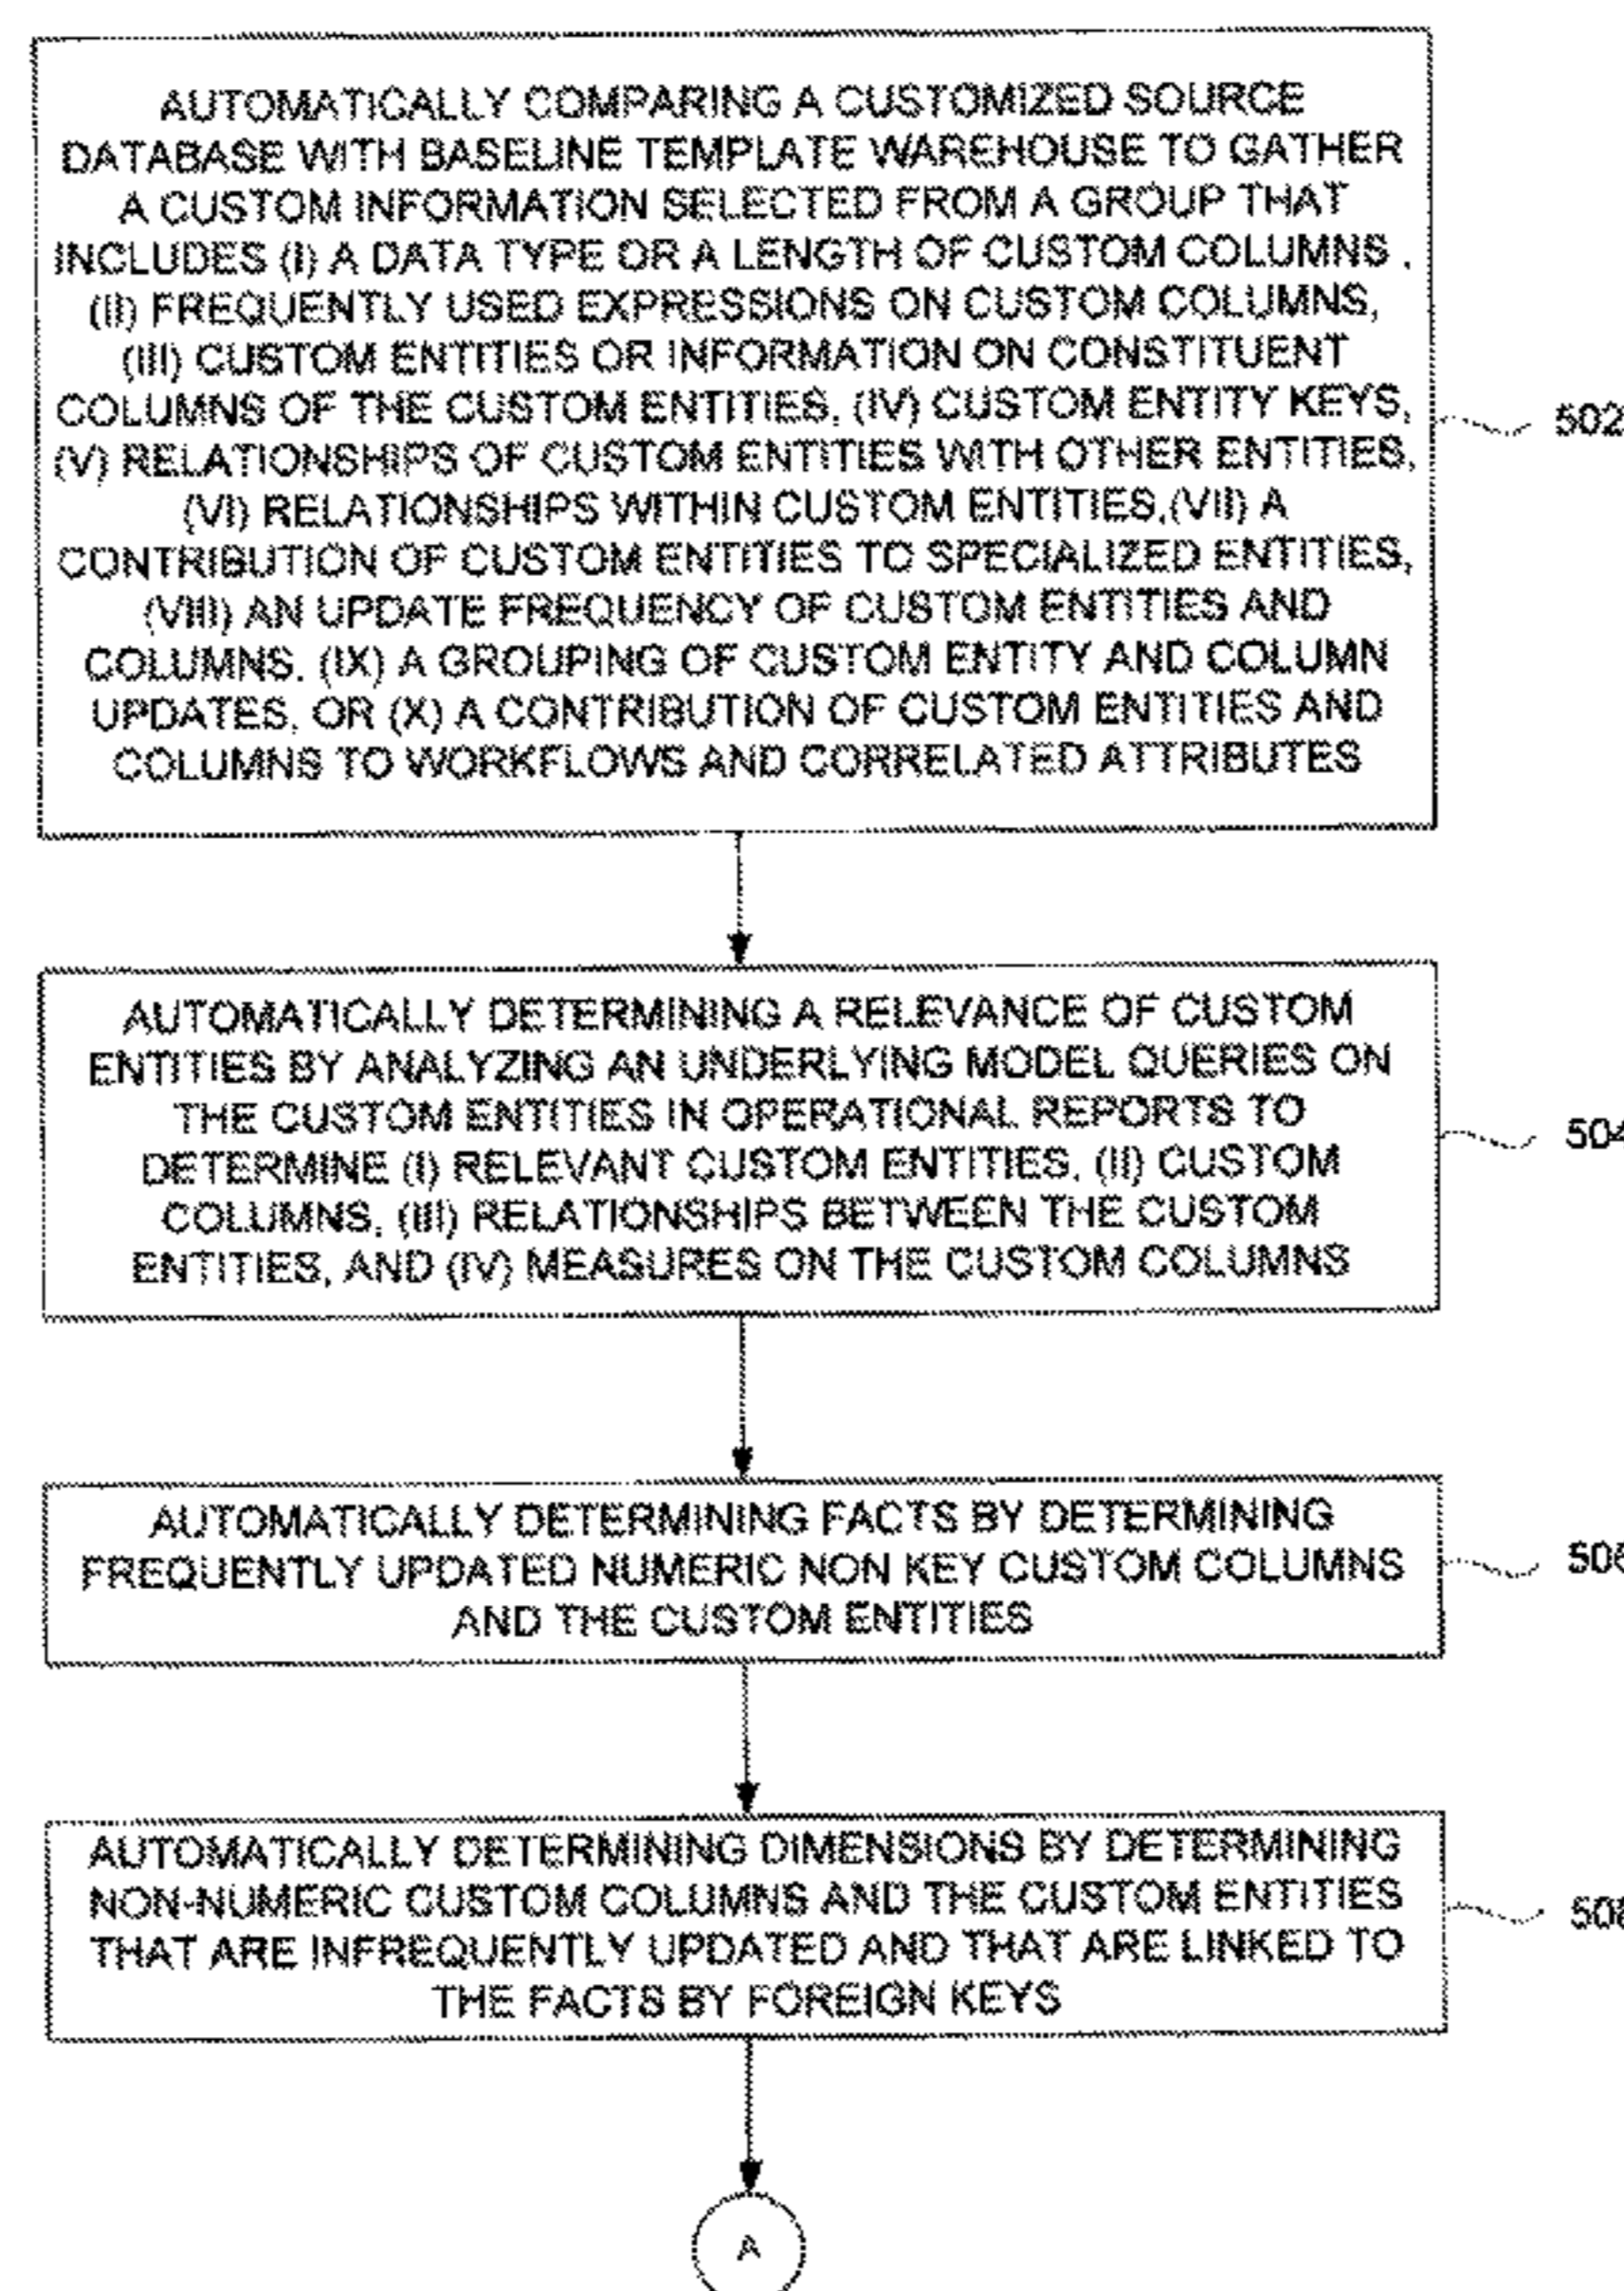 AUTOMATICALLY COMPARING A CUSTOMIZED SOURCE
DATABASE WITH BASELINE TEMPLATE WAREHOUSE TO GATHER
A CUSTOM INFORMATION SELECTED FROM A GROUP THAT
INCLUDES (I) A DATA TYPE OR A LENGTH OF CUSTOM COLUMNS ,
(II) FREQUENTLY USED EXPRESSIONS ON CUSTOM COLUMNS,
(III) CUSTOM ENTITIES OR INFORMATION ON CONSTITUENT
COLUMNS OF THE CUSTOM ENTITIES, (IV) CUSTOM ENTITY KEYS,
(V) RELATIONSHIPS OF CUSTOM ENTITIES WITH OTHER ENTITIES,
(VI) RELATIONSHIPS WITHIN CUSTOM ENTITIES,(VII) A
CONTRIBUTION OF CUSTOM ENTITIES TO SPECIALIZED ENTITIES,
(VIII) AN UPDATE FREQUENCY OF CUSTOM ENTITIES AND
COLUMNS, (IX) A GROUPING OF CUSTOM ENTITY AND COLUMN
UPDATES, OR (X) A CONTRIBUTION OF CUSTOM ENTITIES AND
COLUMNS TO WORKFLOWS AND CORRELATED ATTRIBUTES
502
AUTOMATICALLY DETERMINING A RELEVANCE OF CUSTOM
ENTITIES BY ANALYZING AN UNDERLYING MODEL QUERIES ON
THE CUSTOM ENTITIES IN OPERATIONAL REPORTS TO
DETERMINE (I) RELEVANT CUSTOM ENTITIES, (II) CUSTOM
COLUMNS, (III) RELATIONSHIPS BETWEEN THE CUSTOM
ENTITIES, AND (IV) MEASURES ON THE CUSTOM COLUMNS
504
AUTOMATICALLY DETERMINING FACTS BY DETERMINING
FREQUENTLY UPDATED NUMERIC NON KEY CUSTOM COLUMNS
AND THE CUSTOM ENTITIES
506
AUTOMATICALLY DETERMINING DIMENSIONS BY DETERMINING
NON-NUMERIC CUSTOM COLUMNS AND THE CUSTOM ENTITIES
THAT ARE INFREQUENTLY UPDATED AND THAT ARE LINKED TO
THE FACTS BY FOREIGN KEYS
508
A